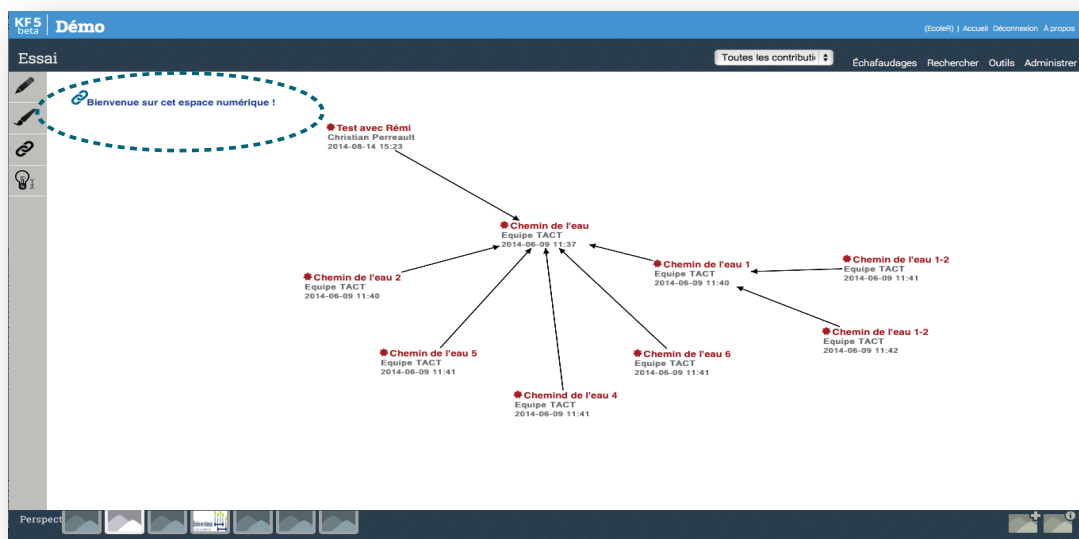 KF5
beta
Démo
(EcoleR) | Accueil Déconnexion À propos
Essai
Toutes les contributi
Échafaudages Rechercher Outils Administrer
Bienvenue sur cet espace numérique !
Test avec Rémi
Christian Perreault
2014-08-14 15:23
Chemin de l'eau
Equipe TACT
2014-06-09 11:37
Chemin de l'eau 1
Equipe TACT
2014-06-09 11:40
Chemin de l'eau 1-2
Equipe TACT
2014-06-09 11:41
Chemin de l'eau 2
Equipe TACT
2014-06-09 11:40
Chemin de l'eau 1-2
Equipe TACT
2014-06-09 11:42
Chemin de l'eau 5
Equipe TACT
2014-06-09 11:41
Chemin de l'eau 6
Equipe TACT
2014-06-09 11:41
Chemind de l'eau 4
Equipe TACT
2014-06-09 11:41
Perspect